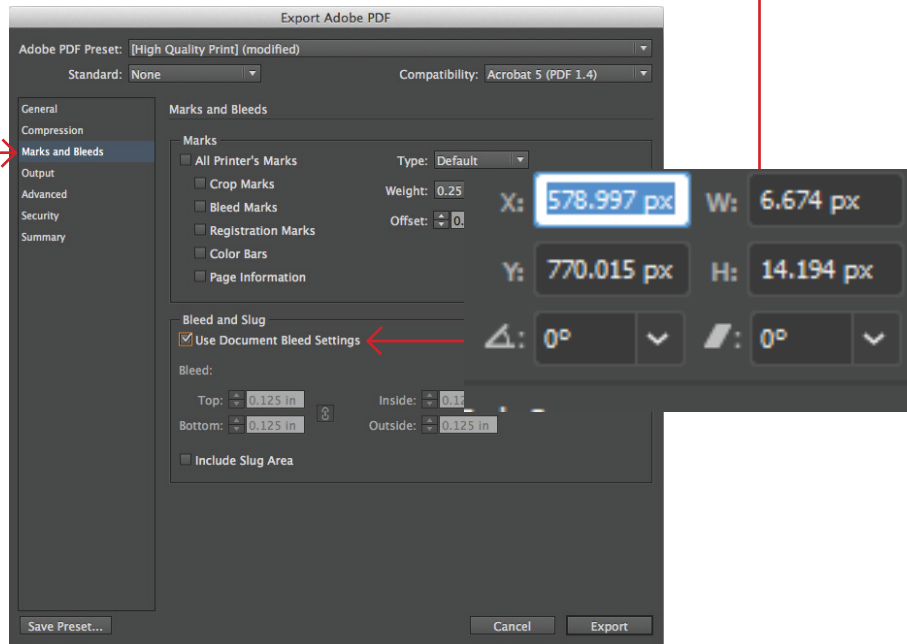 Export Adobe PDF
Adobe PDF Preset: [High Quality Print] (modified)
Standard: None Compatibility: Acrobat 5 (PDF 1.4)
General
Compression
Marks and Bleeds
Output
Advanced
Security
Summary
Marks and Bleeds
Marks
All Printer's Marks
Crop Marks
Bleed Marks
Registration Marks
Color Bars
Page Information
Type: Default
Weight: 0.25
Offset: 0.
Bleed and Slug
Use Document Bleed Settings
Bleed:
Top: 0.125 in Inside: 0.12
Bottom: 0.125 in Outside: 0.125 in
Include Slug Area
X: 578.997 px W: 6.674 px
Y: 770.015 px H: 14.194 px
0° 0°
Save Preset... Cancel Export